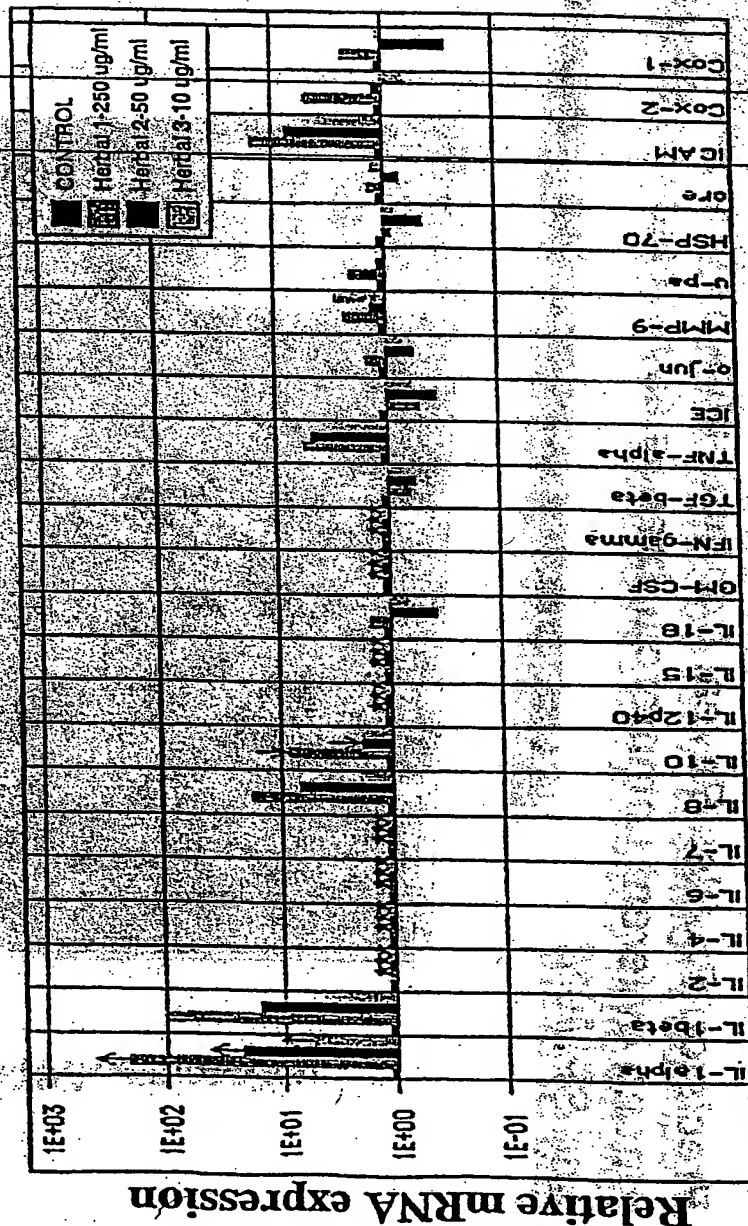 CONTROL
Herbal 1-250 ug/ml
Herbal 2-50 ug/ml
Herbal 3-10 ug/ml
Relative mRNA expression
1E+03
1E+02
1E+01
1E+00
1E-01
IL-1alpha
IL-1beta
IL-2
IL-4
IL-6
IL-7
IL-8
IL-10
IL-12p40
IL-15
IL-18
GM-CSF
IFN-gamma
TGF-beta
TNF-alpha
ICE
c-Jun
MMP-9
u-pa
HSP-70
ore
ICAM1
Cox-2
Cox-1